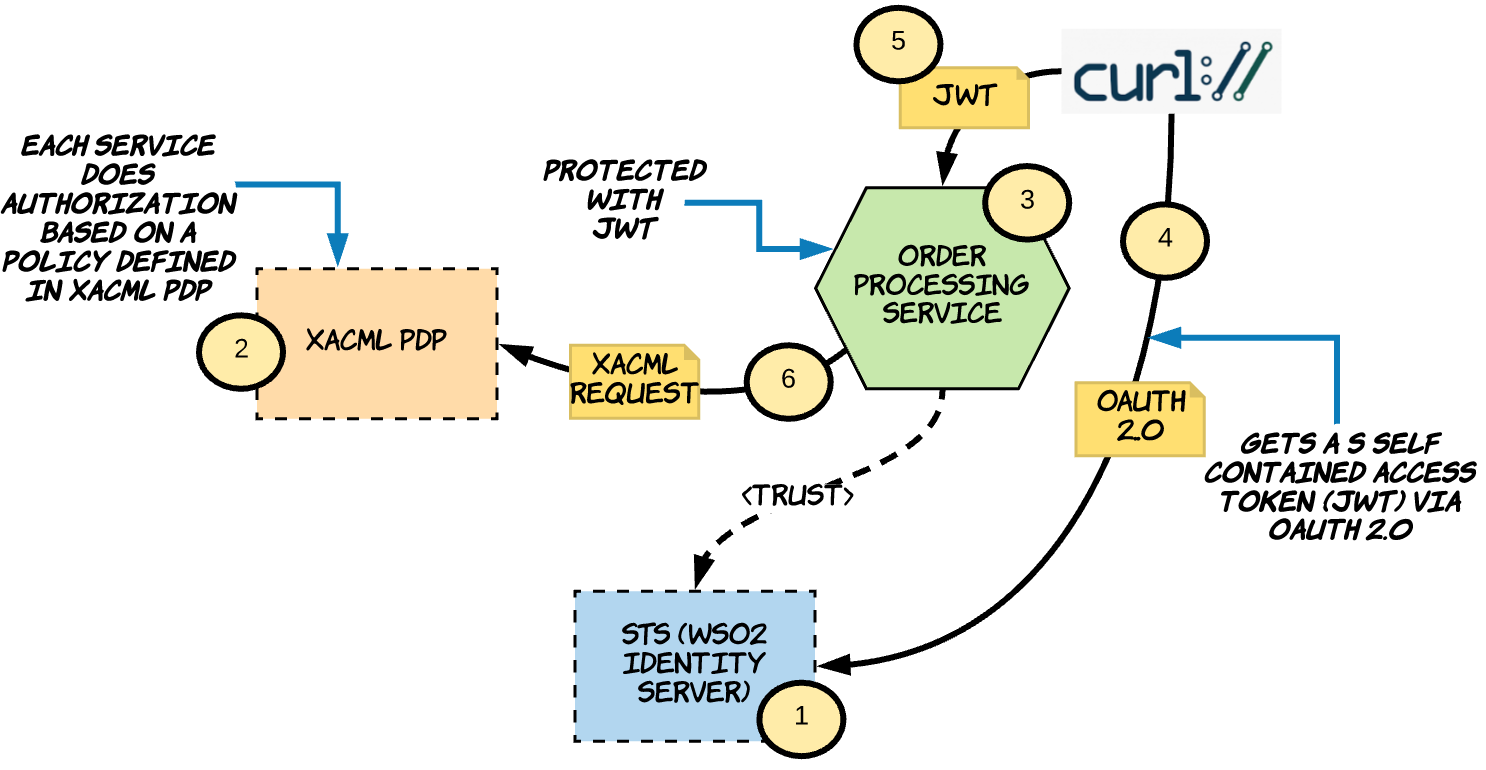 5
curl://
JWT
EACH SERVICE
DOES
AUTHORIZATION
BASED ON A
POLICY DEFINED
IN XACML PDP
PROTECTED
WITH
JWT
3
4
ORDER
PROCESSING
SERVICE
2
XACML PDP
XACML
REQUEST
6
OAUTH
2.0
GETS A S SELF
CONTAINED ACCESS
TOKEN (JWT) VIA
OAUTH 2.0
<TRUST>
STS (WSO2
IDENTITY
SERVER)
1